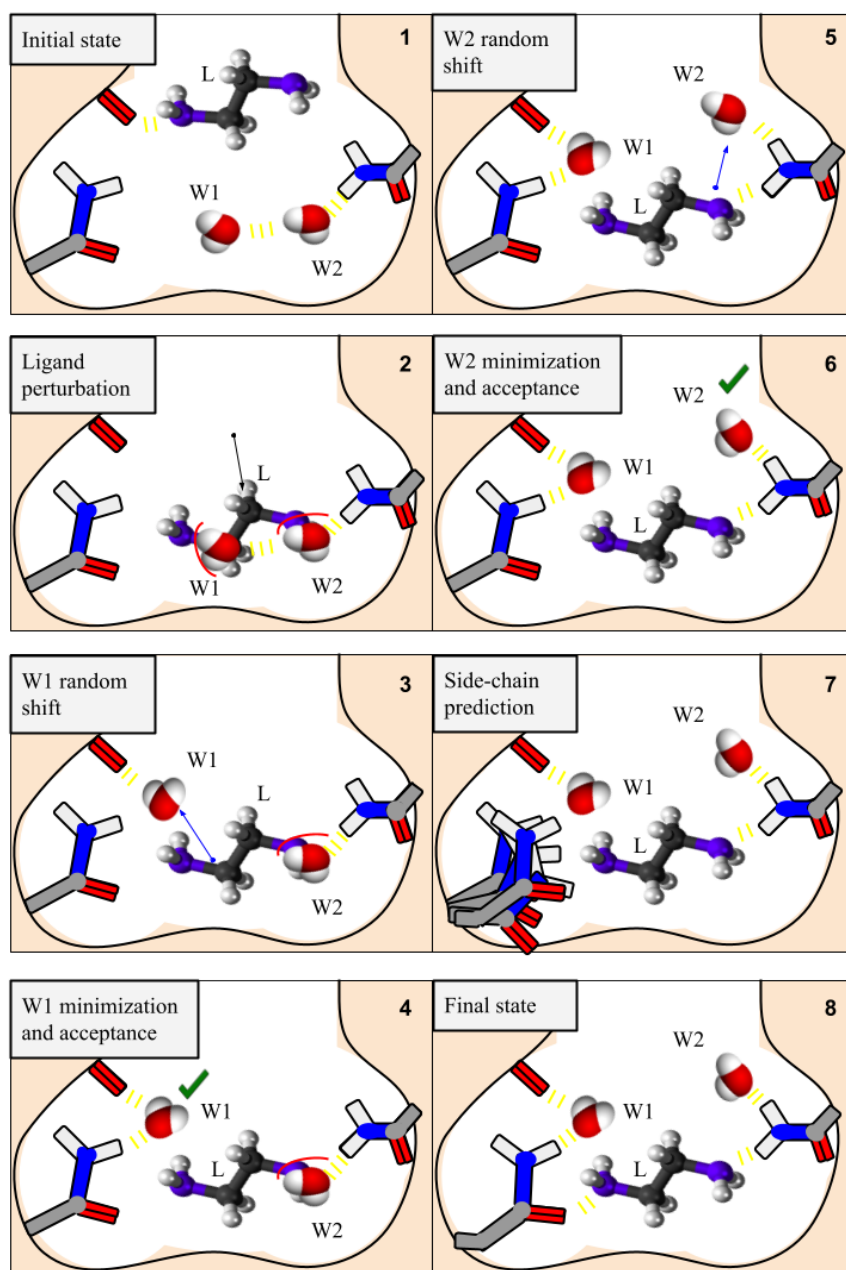 Initial state
1
L
W1
W2
Ligand
perturbation
2
L
W1
W2
W1 random
shift
3
W1
L
W2
W1 minimization
and acceptance
4
W1
L
W2
W2 random
shift
5
W2
W1
L
W2 minimization
and acceptance
6
W2
W1
L
Side-chain
prediction
7
W2
W1
L
Final state
8
W2
W1
L